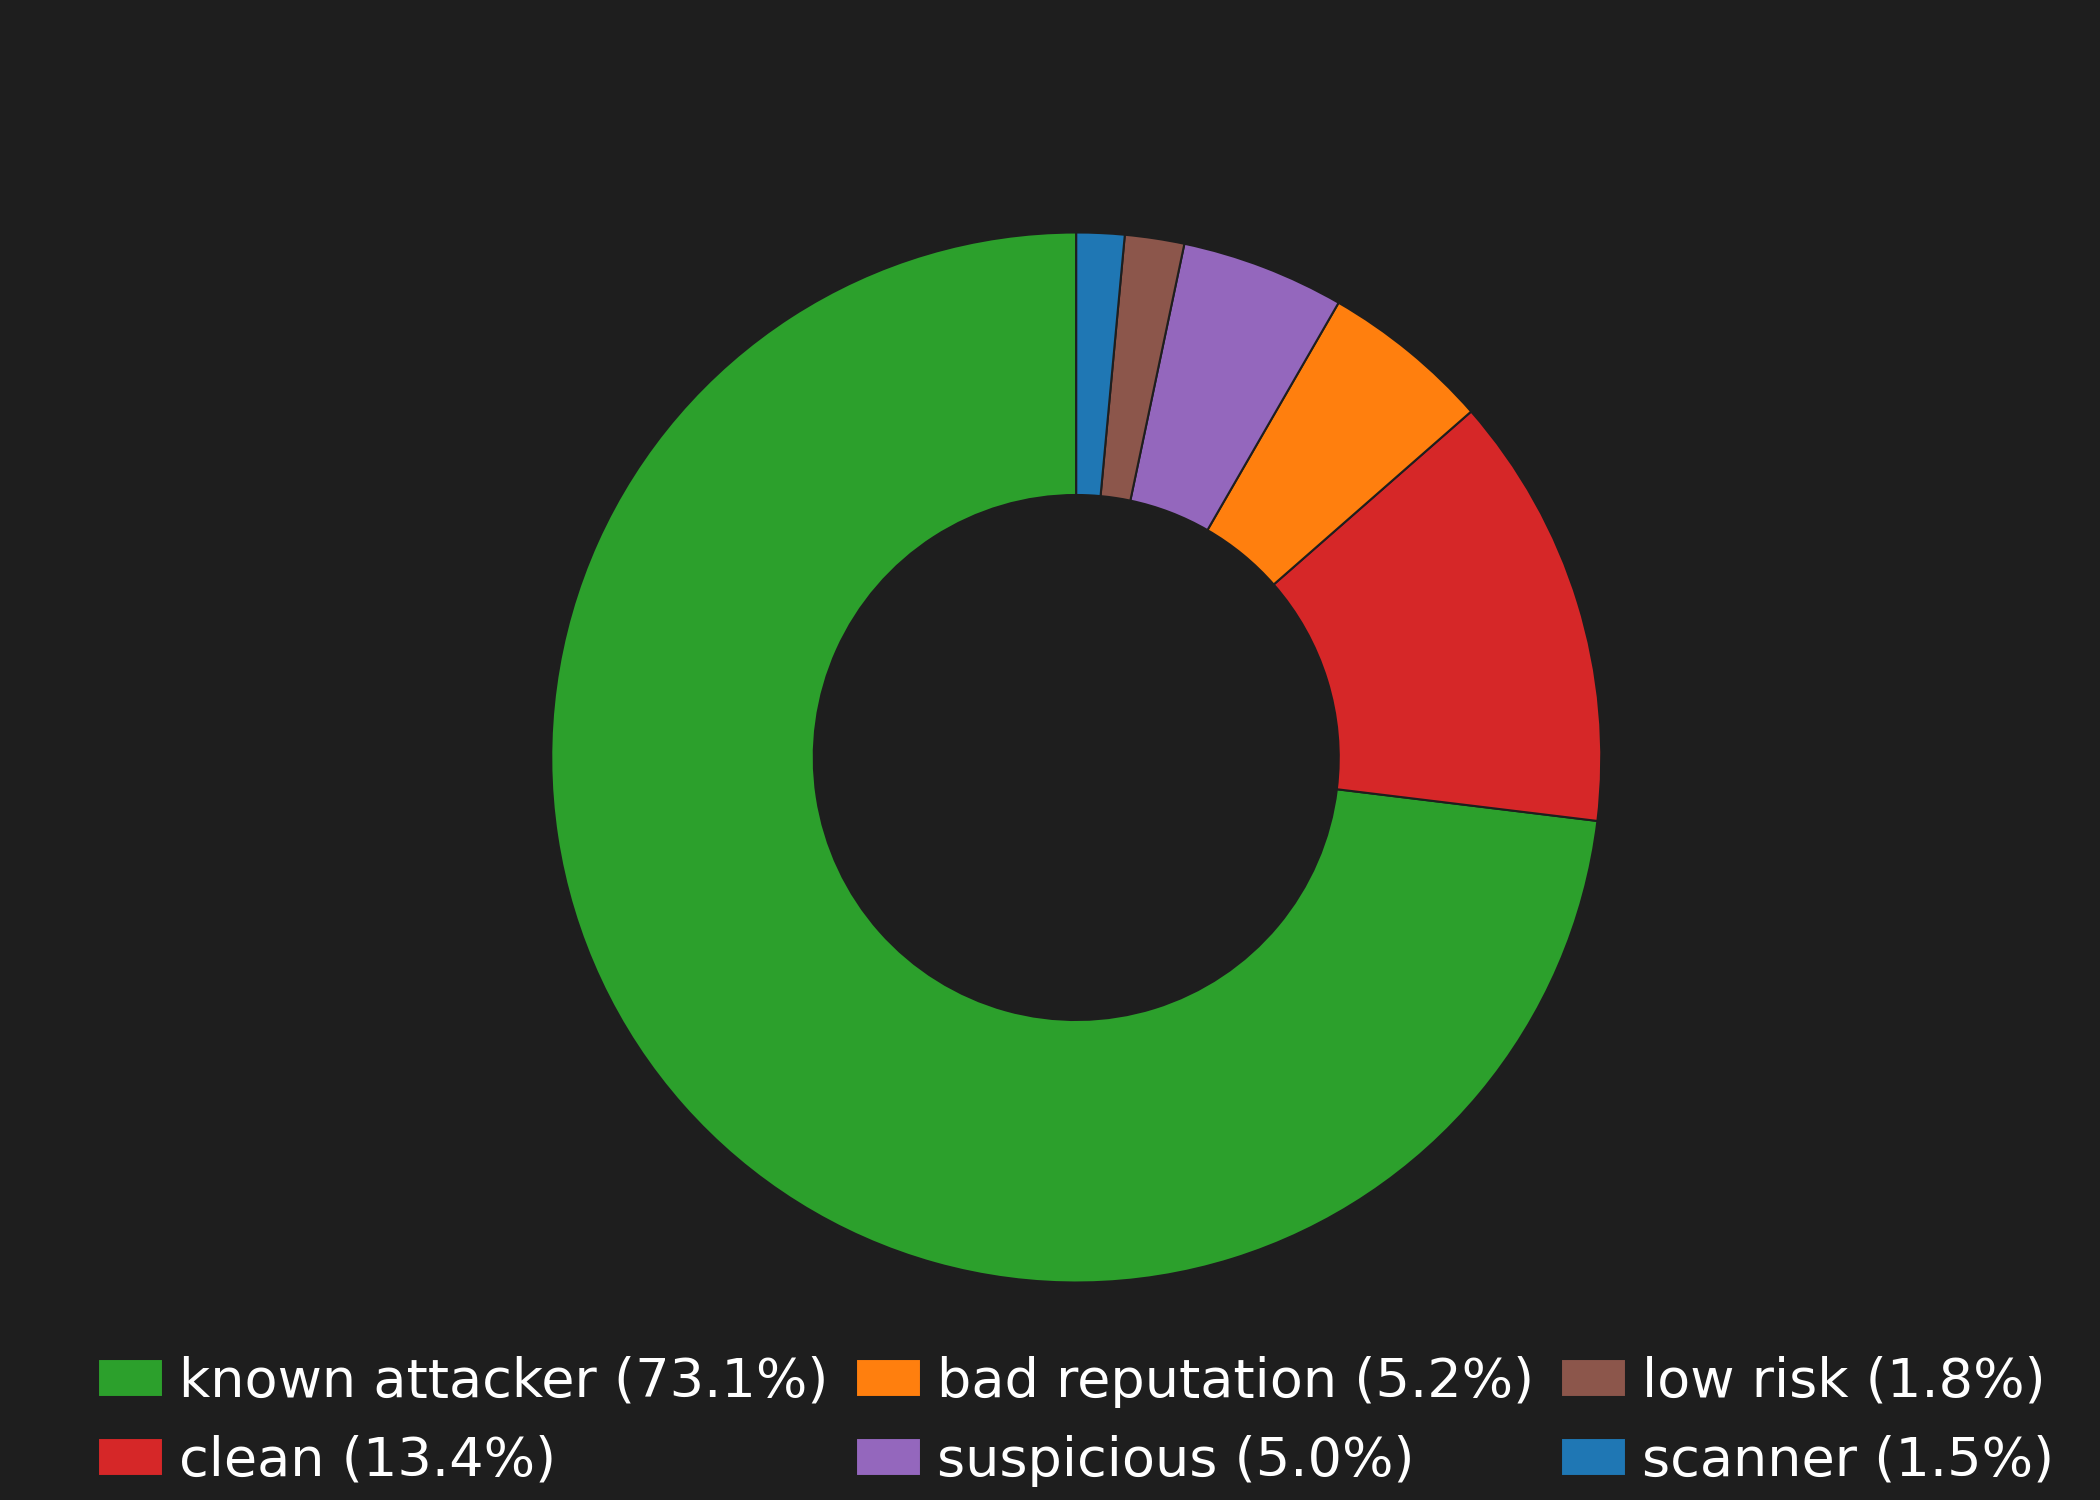 known attacker (73.1%)
bad reputation (5.2%)
low risk (1.8%)
clean (13.4%)
suspicious (5.0%)
scanner (1.5%)